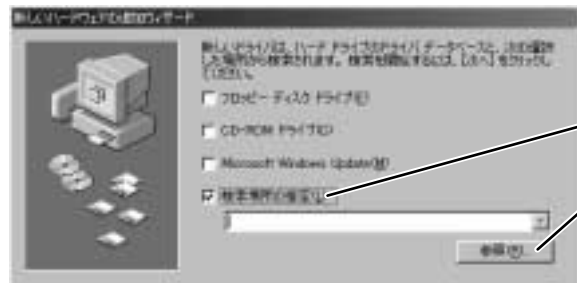 新しいハードウェアの追加ウィザード
新しいドライバは、ハード ドライブのドライバ データベースと、次の選択
した場所から検索されます。検索を開始するには、[次へ] をクリックし
てください。
フロッピー ディスク ドライブ(F)
CD-ROM ドライブ(C)
Microsoft Windows Update(M)
検索場所の指定(L):
参照(R)